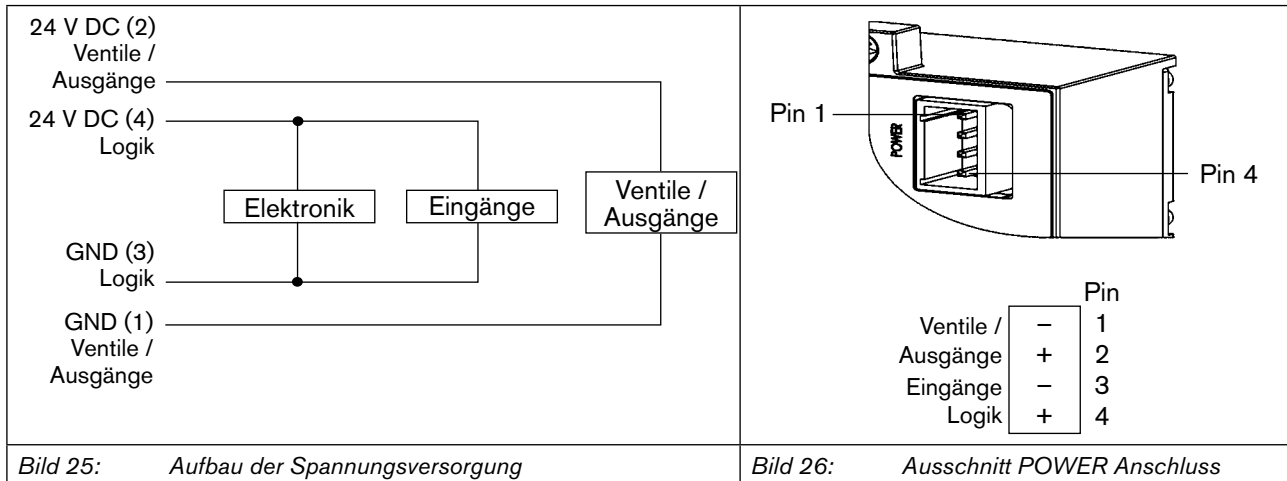 24 V DC (2)
Ventile /
Ausgänge
24 V DC (4)
Logik
Elektronik
Eingänge
Ventile /
Ausgänge
GND (3)
Logik
GND (1)
Ventile /
Ausgänge
Bild 25: Aufbau der Spannungsversorgung
Pin 1
POWER
Pin 4
Pin
Ventile / – 1
Ausgänge + 2
Eingänge – 3
Logik + 4
Bild 26: Ausschnitt POWER Anschluss